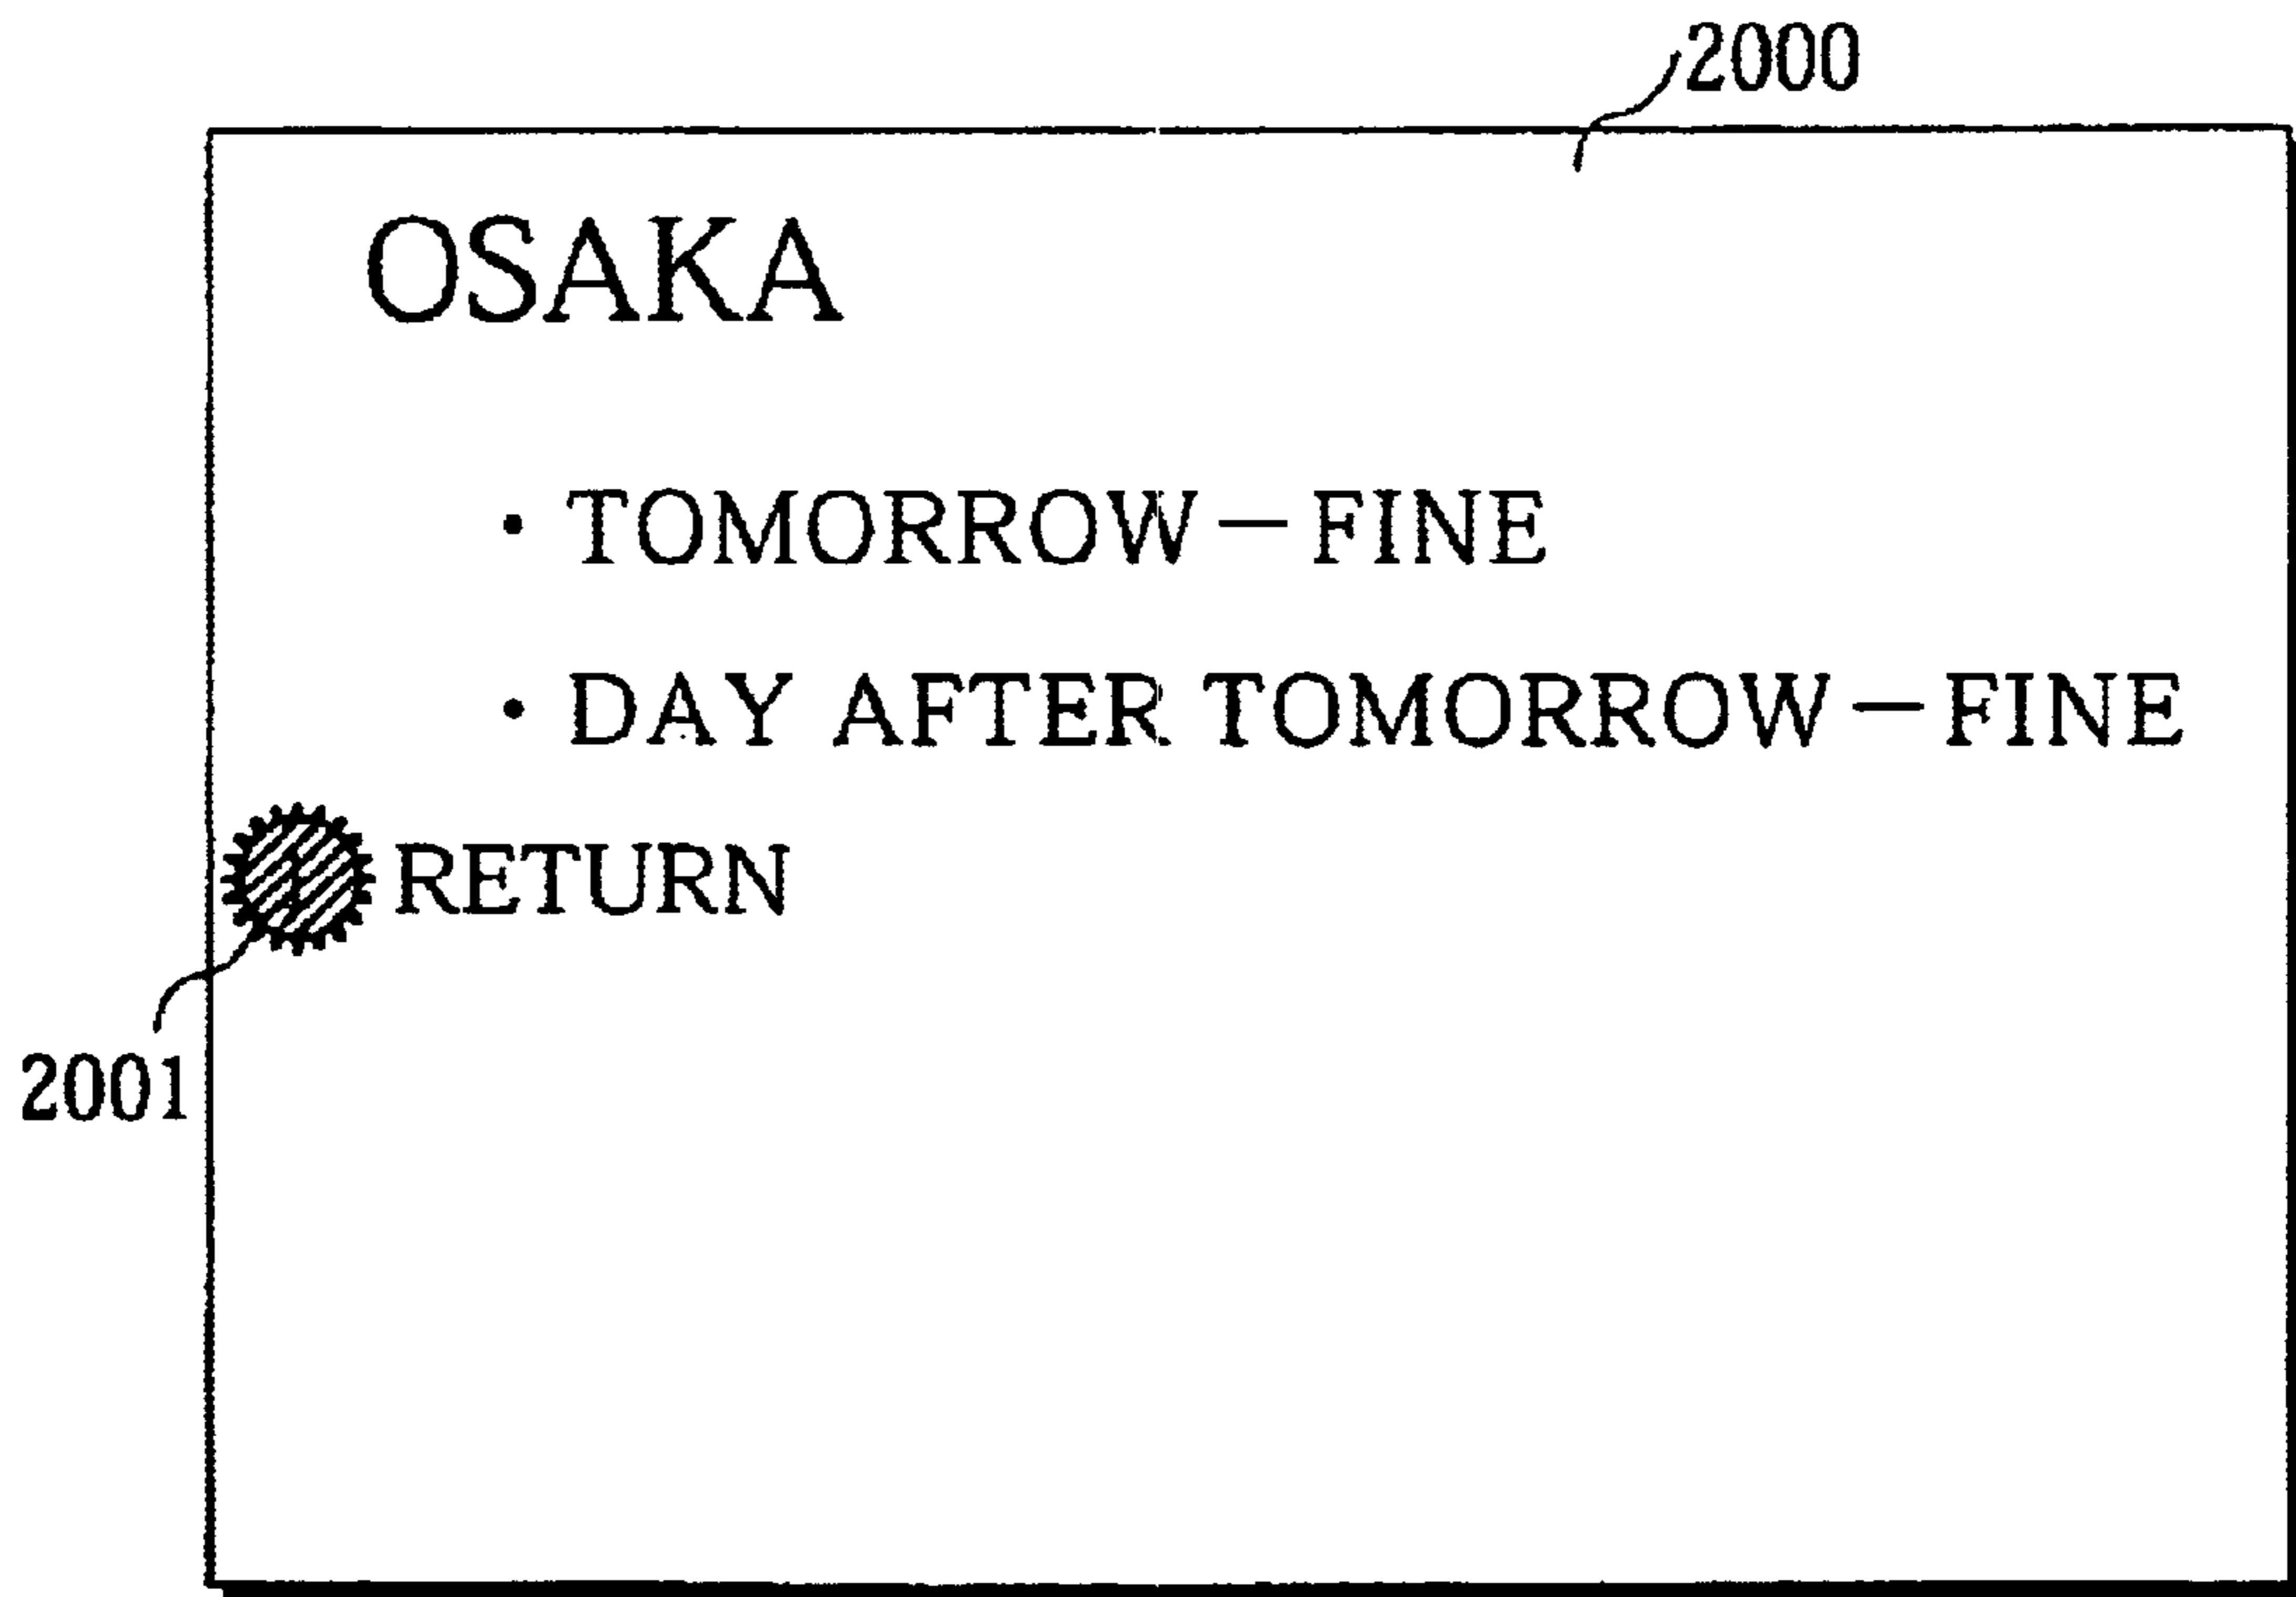 2000
OSAKA
・TOMORROW—FINE
・DAY AFTER TOMORROW—FINE
RETURN
2001